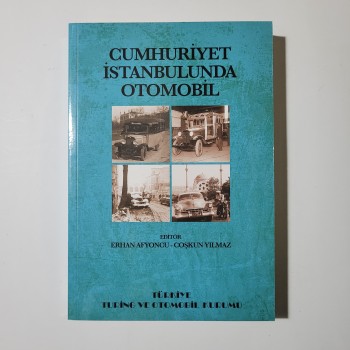 CUMHURİYET
İSTANBULUNDA
OTOMOBİL
EDİTÖR
ERHAN AFYONCU - COŞKUN YILMAZ
TÜRKİYE
TURİNG VE OTOMOBİL KURUMU